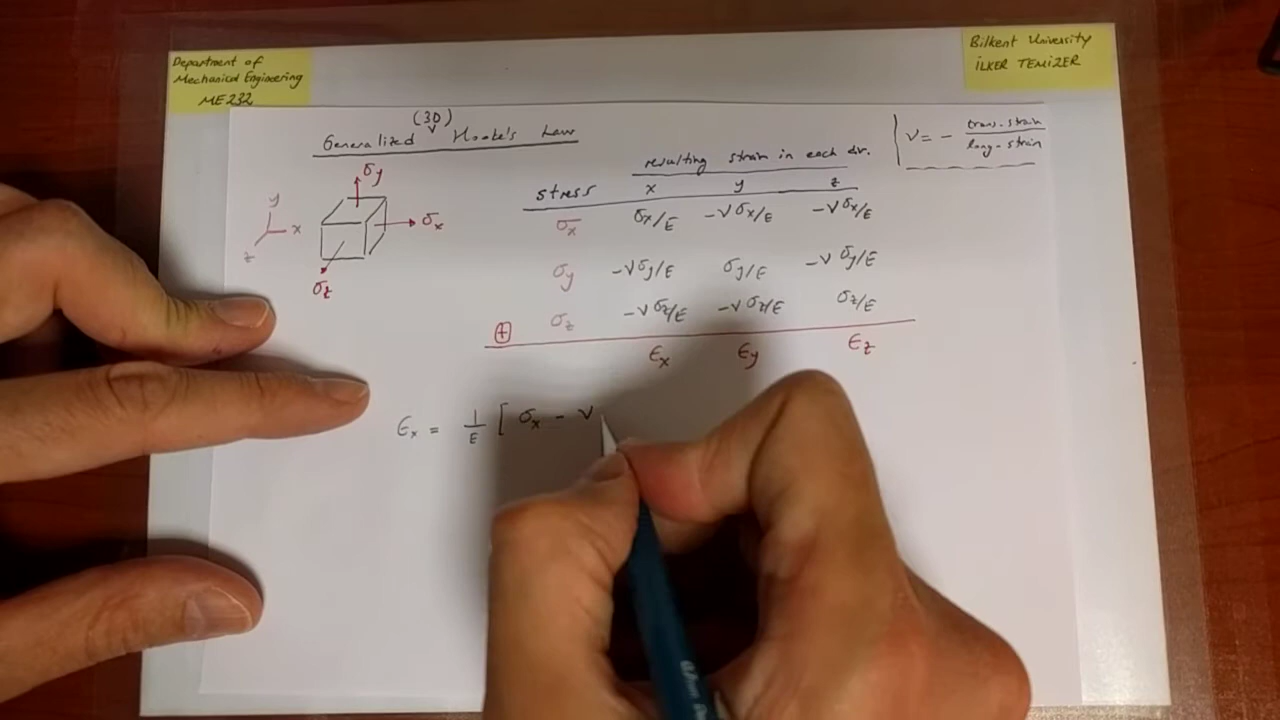 Department of
Mechanical Engineering
ME232
Bilkent University
İLKER TEMİZER
(3D)
Generalized ˅ Hooke's Law
ν = - trans. strain / long. strain
σy
σx
σz
y
x
z
resulting strain in each dir.
stress x y z
σx σx/E -νσx/E -νσx/E
σy -νσy/E σy/E -νσy/E
σz -νσz/E -νσz/E σz/E
+
ϵx ϵy ϵz
ϵx = 1/E [ σx - ν